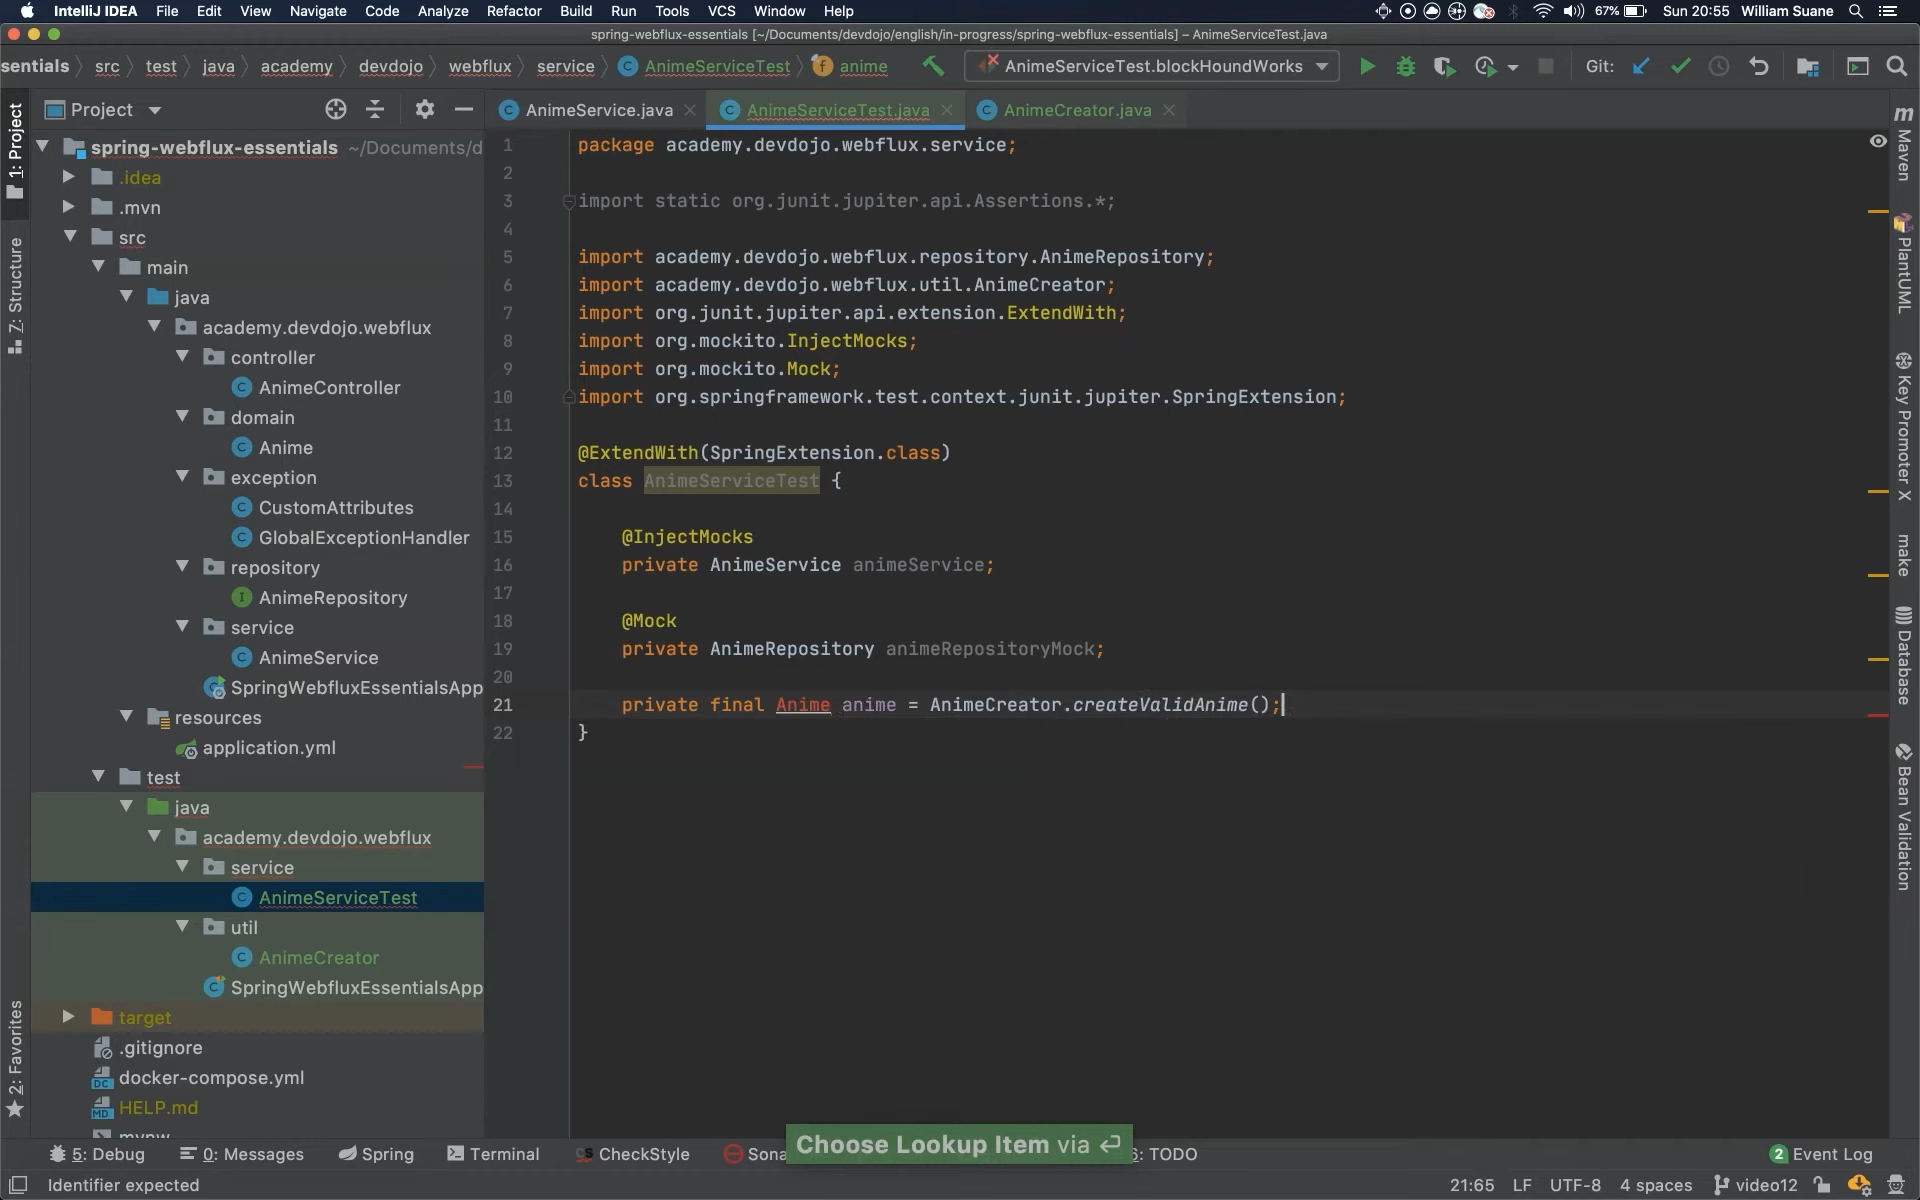 IntelliJ IDEA File Edit View Navigate Code Analyze Refactor Build Run Tools VCS Window Help 67% Sun 20:55 William Suane
spring-webflux-essentials [~/Documents/devdojo/english/in-progress/spring-webflux-essentials] – AnimeServiceTest.java
sentials src test java academy devdojo webflux service AnimeServiceTest anime AnimeServiceTest.blockHoundWorks Git:
Project AnimeService.java AnimeServiceTest.java AnimeCreator.java
1: Project
7: Structure
2: Favorites
spring-webflux-essentials ~/Documents/d
.idea
.mvn
src
main
java
academy.devdojo.webflux
controller
AnimeController
domain
Anime
exception
CustomAttributes
GlobalExceptionHandler
repository
AnimeRepository
service
AnimeService
SpringWebfluxEssentialsApp
resources
application.yml
test
java
academy.devdojo.webflux
service
AnimeServiceTest
util
AnimeCreator
SpringWebfluxEssentialsApp
target
.gitignore
docker-compose.yml
HELP.md
mvnw
1 package academy.devdojo.webflux.service;
2
3 import static org.junit.jupiter.api.Assertions.*;
4
5 import academy.devdojo.webflux.repository.AnimeRepository;
6 import academy.devdojo.webflux.util.AnimeCreator;
7 import org.junit.jupiter.api.extension.ExtendWith;
8 import org.mockito.InjectMocks;
9 import org.mockito.Mock;
10 import org.springframework.test.context.junit.jupiter.SpringExtension;
11
12 @ExtendWith(SpringExtension.class)
13 class AnimeServiceTest {
14
15 @InjectMocks
16 private AnimeService animeService;
17
18 @Mock
19 private AnimeRepository animeRepositoryMock;
20
21 private final Anime anime = AnimeCreator.createValidAnime();
22 }
Maven
PlantUML
Key Promoter X
make
Database
Bean Validation
Choose Lookup Item via ⏎
5: Debug 0: Messages Spring Terminal CheckStyle Sona 6: TODO 2 Event Log
Identifier expected 21:65 LF UTF-8 4 spaces video12